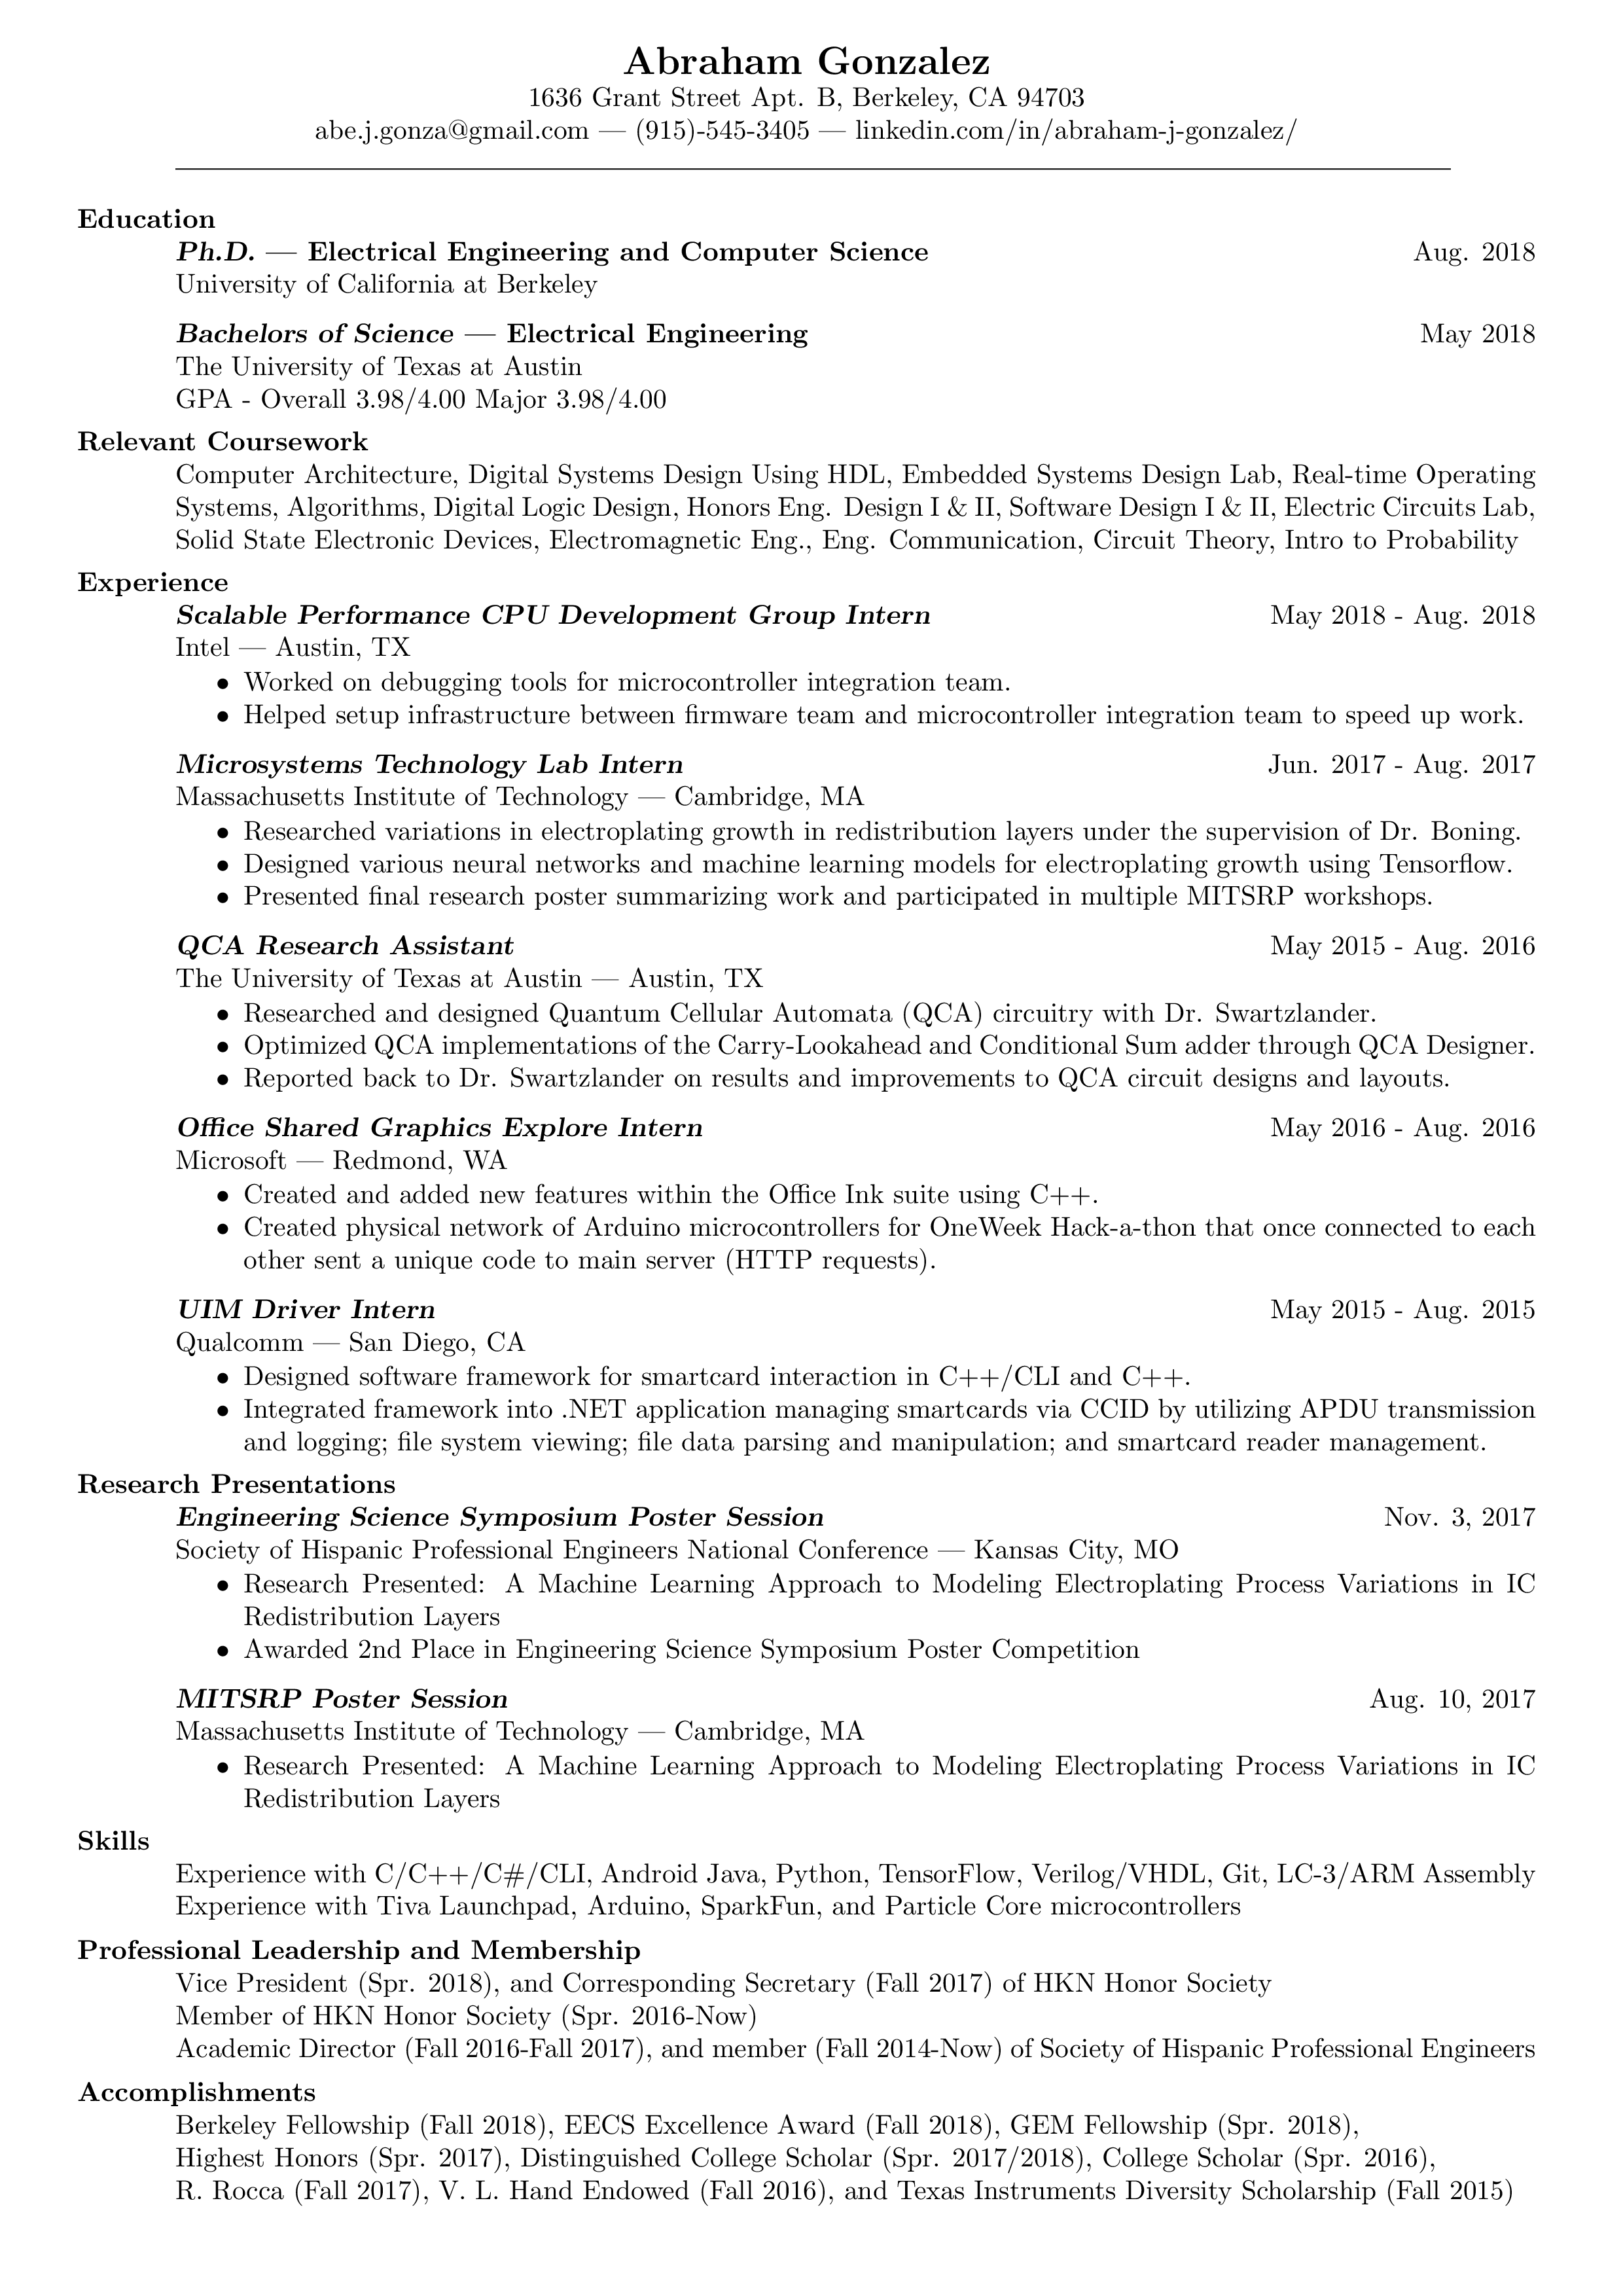 Abraham Gonzalez
1636 Grant Street Apt. B, Berkeley, CA 94703
abe.j.gonza@gmail.com — (915)-545-3405 — linkedin.com/in/abraham-j-gonzalez/
Education
Ph.D. — Electrical Engineering and Computer Science Aug. 2018
University of California at Berkeley
Bachelors of Science — Electrical Engineering May 2018
The University of Texas at Austin
GPA - Overall 3.98/4.00 Major 3.98/4.00
Relevant Coursework
Computer Architecture, Digital Systems Design Using HDL, Embedded Systems Design Lab, Real-time Operating
Systems, Algorithms, Digital Logic Design, Honors Eng. Design I & II, Software Design I & II, Electric Circuits Lab,
Solid State Electronic Devices, Electromagnetic Eng., Eng. Communication, Circuit Theory, Intro to Probability
Experience
Scalable Performance CPU Development Group Intern May 2018 - Aug. 2018
Intel — Austin, TX
• Worked on debugging tools for microcontroller integration team.
• Helped setup infrastructure between firmware team and microcontroller integration team to speed up work.
Microsystems Technology Lab Intern Jun. 2017 - Aug. 2017
Massachusetts Institute of Technology — Cambridge, MA
• Researched variations in electroplating growth in redistribution layers under the supervision of Dr. Boning.
• Designed various neural networks and machine learning models for electroplating growth using Tensorflow.
• Presented final research poster summarizing work and participated in multiple MITSRP workshops.
QCA Research Assistant May 2015 - Aug. 2016
The University of Texas at Austin — Austin, TX
• Researched and designed Quantum Cellular Automata (QCA) circuitry with Dr. Swartzlander.
• Optimized QCA implementations of the Carry-Lookahead and Conditional Sum adder through QCA Designer.
• Reported back to Dr. Swartzlander on results and improvements to QCA circuit designs and layouts.
Office Shared Graphics Explore Intern May 2016 - Aug. 2016
Microsoft — Redmond, WA
• Created and added new features within the Office Ink suite using C++.
• Created physical network of Arduino microcontrollers for OneWeek Hack-a-thon that once connected to each
other sent a unique code to main server (HTTP requests).
UIM Driver Intern May 2015 - Aug. 2015
Qualcomm — San Diego, CA
• Designed software framework for smartcard interaction in C++/CLI and C++.
• Integrated framework into .NET application managing smartcards via CCID by utilizing APDU transmission
and logging; file system viewing; file data parsing and manipulation; and smartcard reader management.
Research Presentations
Engineering Science Symposium Poster Session Nov. 3, 2017
Society of Hispanic Professional Engineers National Conference — Kansas City, MO
• Research Presented: A Machine Learning Approach to Modeling Electroplating Process Variations in IC
Redistribution Layers
• Awarded 2nd Place in Engineering Science Symposium Poster Competition
MITSRP Poster Session Aug. 10, 2017
Massachusetts Institute of Technology — Cambridge, MA
• Research Presented: A Machine Learning Approach to Modeling Electroplating Process Variations in IC
Redistribution Layers
Skills
Experience with C/C++/C#/CLI, Android Java, Python, TensorFlow, Verilog/VHDL, Git, LC-3/ARM Assembly
Experience with Tiva Launchpad, Arduino, SparkFun, and Particle Core microcontrollers
Professional Leadership and Membership
Vice President (Spr. 2018), and Corresponding Secretary (Fall 2017) of HKN Honor Society
Member of HKN Honor Society (Spr. 2016-Now)
Academic Director (Fall 2016-Fall 2017), and member (Fall 2014-Now) of Society of Hispanic Professional Engineers
Accomplishments
Berkeley Fellowship (Fall 2018), EECS Excellence Award (Fall 2018), GEM Fellowship (Spr. 2018),
Highest Honors (Spr. 2017), Distinguished College Scholar (Spr. 2017/2018), College Scholar (Spr. 2016),
R. Rocca (Fall 2017), V. L. Hand Endowed (Fall 2016), and Texas Instruments Diversity Scholarship (Fall 2015)